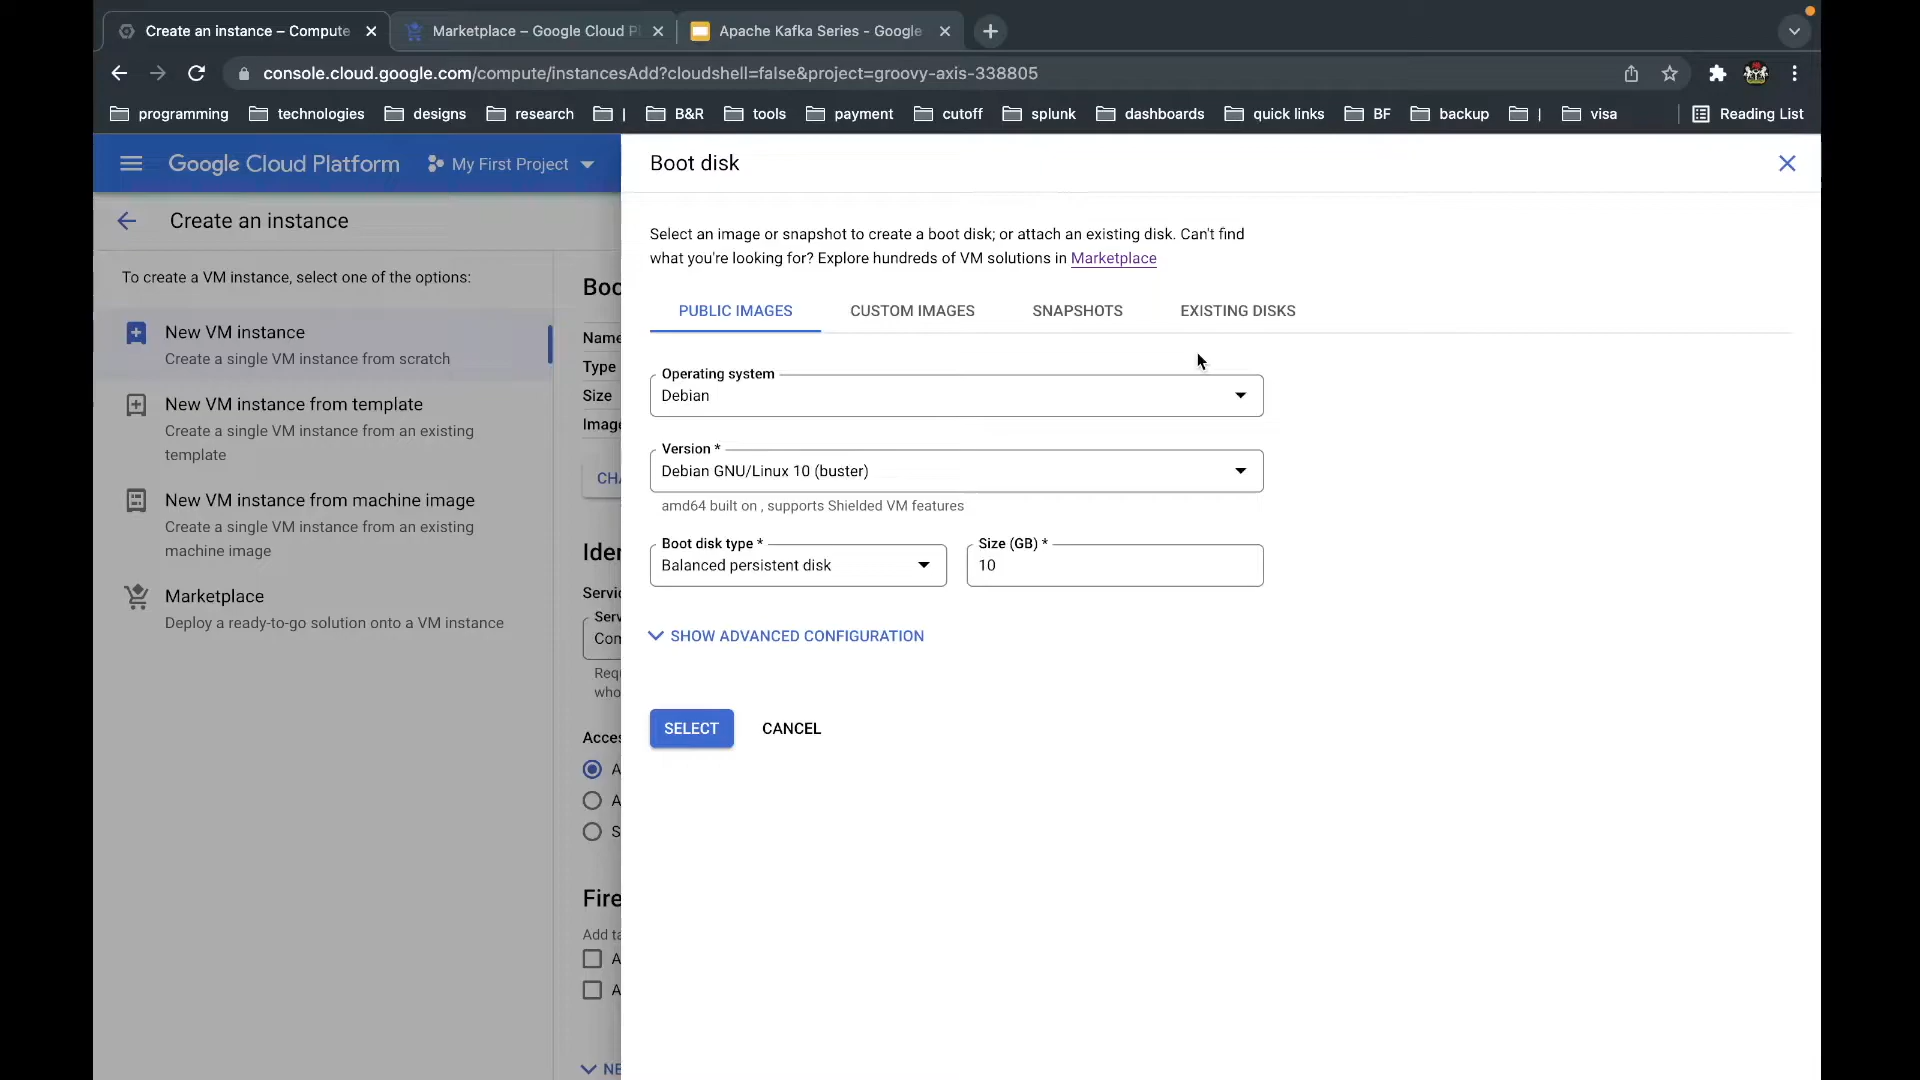 Create an instance – Compute
Marketplace – Google Cloud Pl
Apache Kafka Series - Google
console.cloud.google.com/compute/instancesAdd?cloudshell=false&project=groovy-axis-338805
programming
technologies
designs
research
|
B&R
tools
payment
cutoff
splunk
dashboards
quick links
BF
backup
|
visa
Reading List
Google Cloud Platform
My First Project
Create an instance
To create a VM instance, select one of the options:
New VM instance
Create a single VM instance from scratch
New VM instance from template
Create a single VM instance from an existing
template
New VM instance from machine image
Create a single VM instance from an existing
machine image
Marketplace
Deploy a ready-to-go solution onto a VM instance
Boo
Name
Type
Size
Image
CHA
Iden
Servic
Serv
Com
Requ
who
Acces
A
A
S
Fire
Add ta
A
A
NE
Boot disk
Select an image or snapshot to create a boot disk; or attach an existing disk. Can't find
what you're looking for? Explore hundreds of VM solutions in Marketplace
PUBLIC IMAGES
CUSTOM IMAGES
SNAPSHOTS
EXISTING DISKS
Operating system
Debian
Version *
Debian GNU/Linux 10 (buster)
amd64 built on , supports Shielded VM features
Boot disk type *
Balanced persistent disk
Size (GB) *
10
SHOW ADVANCED CONFIGURATION
SELECT
CANCEL